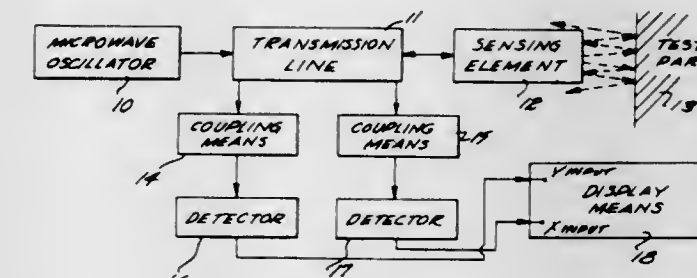 11
MICROWAVE
OSCILLATOR
10
TRANSMISSION
LINE
SENSING
ELEMENT
12
TEST
PAR
13
COUPLING
MEANS
14
COUPLING
MEANS
15
DETECTOR
DETECTOR
17
Y INPUT
DISPLAY
MEANS
X INPUT
18